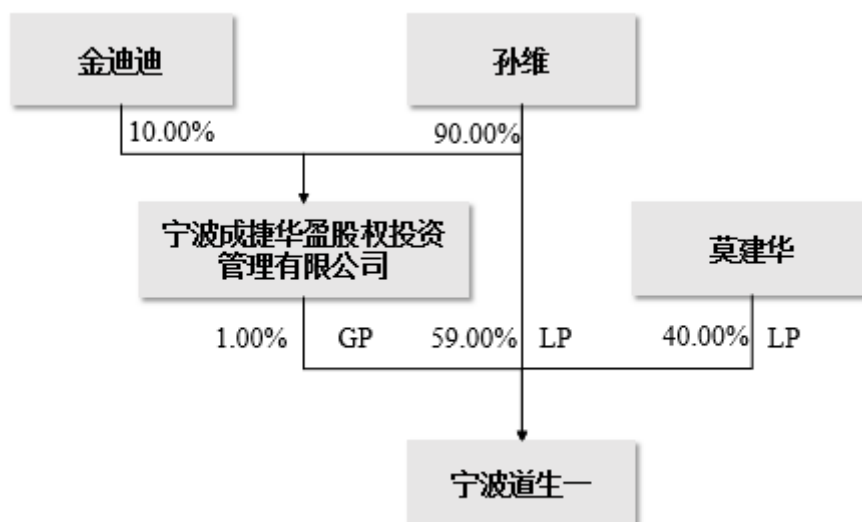 金迪迪
孙维
10.00%
90.00%
宁波成捷华盈股权投资
管理有限公司
莫建华
1.00%
GP
59.00%
LP
40.00%
LP
宁波道生一